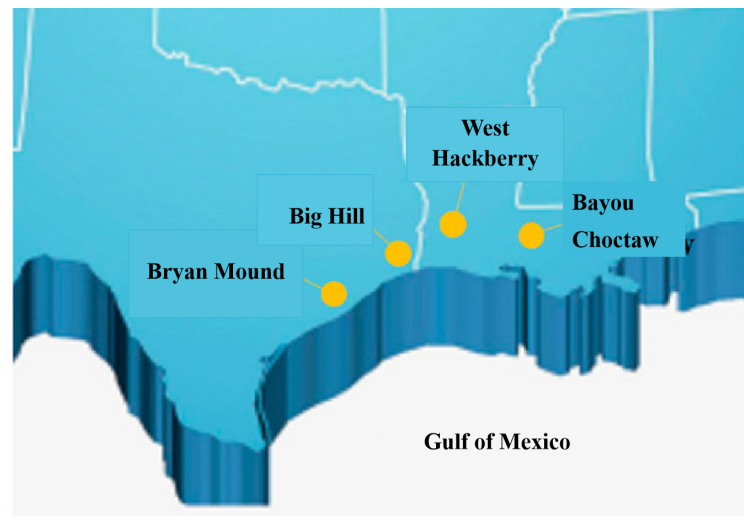 West
Hackberry
Big Hill
Bayou
Choctaw
Bryan Mound
Gulf of Mexico